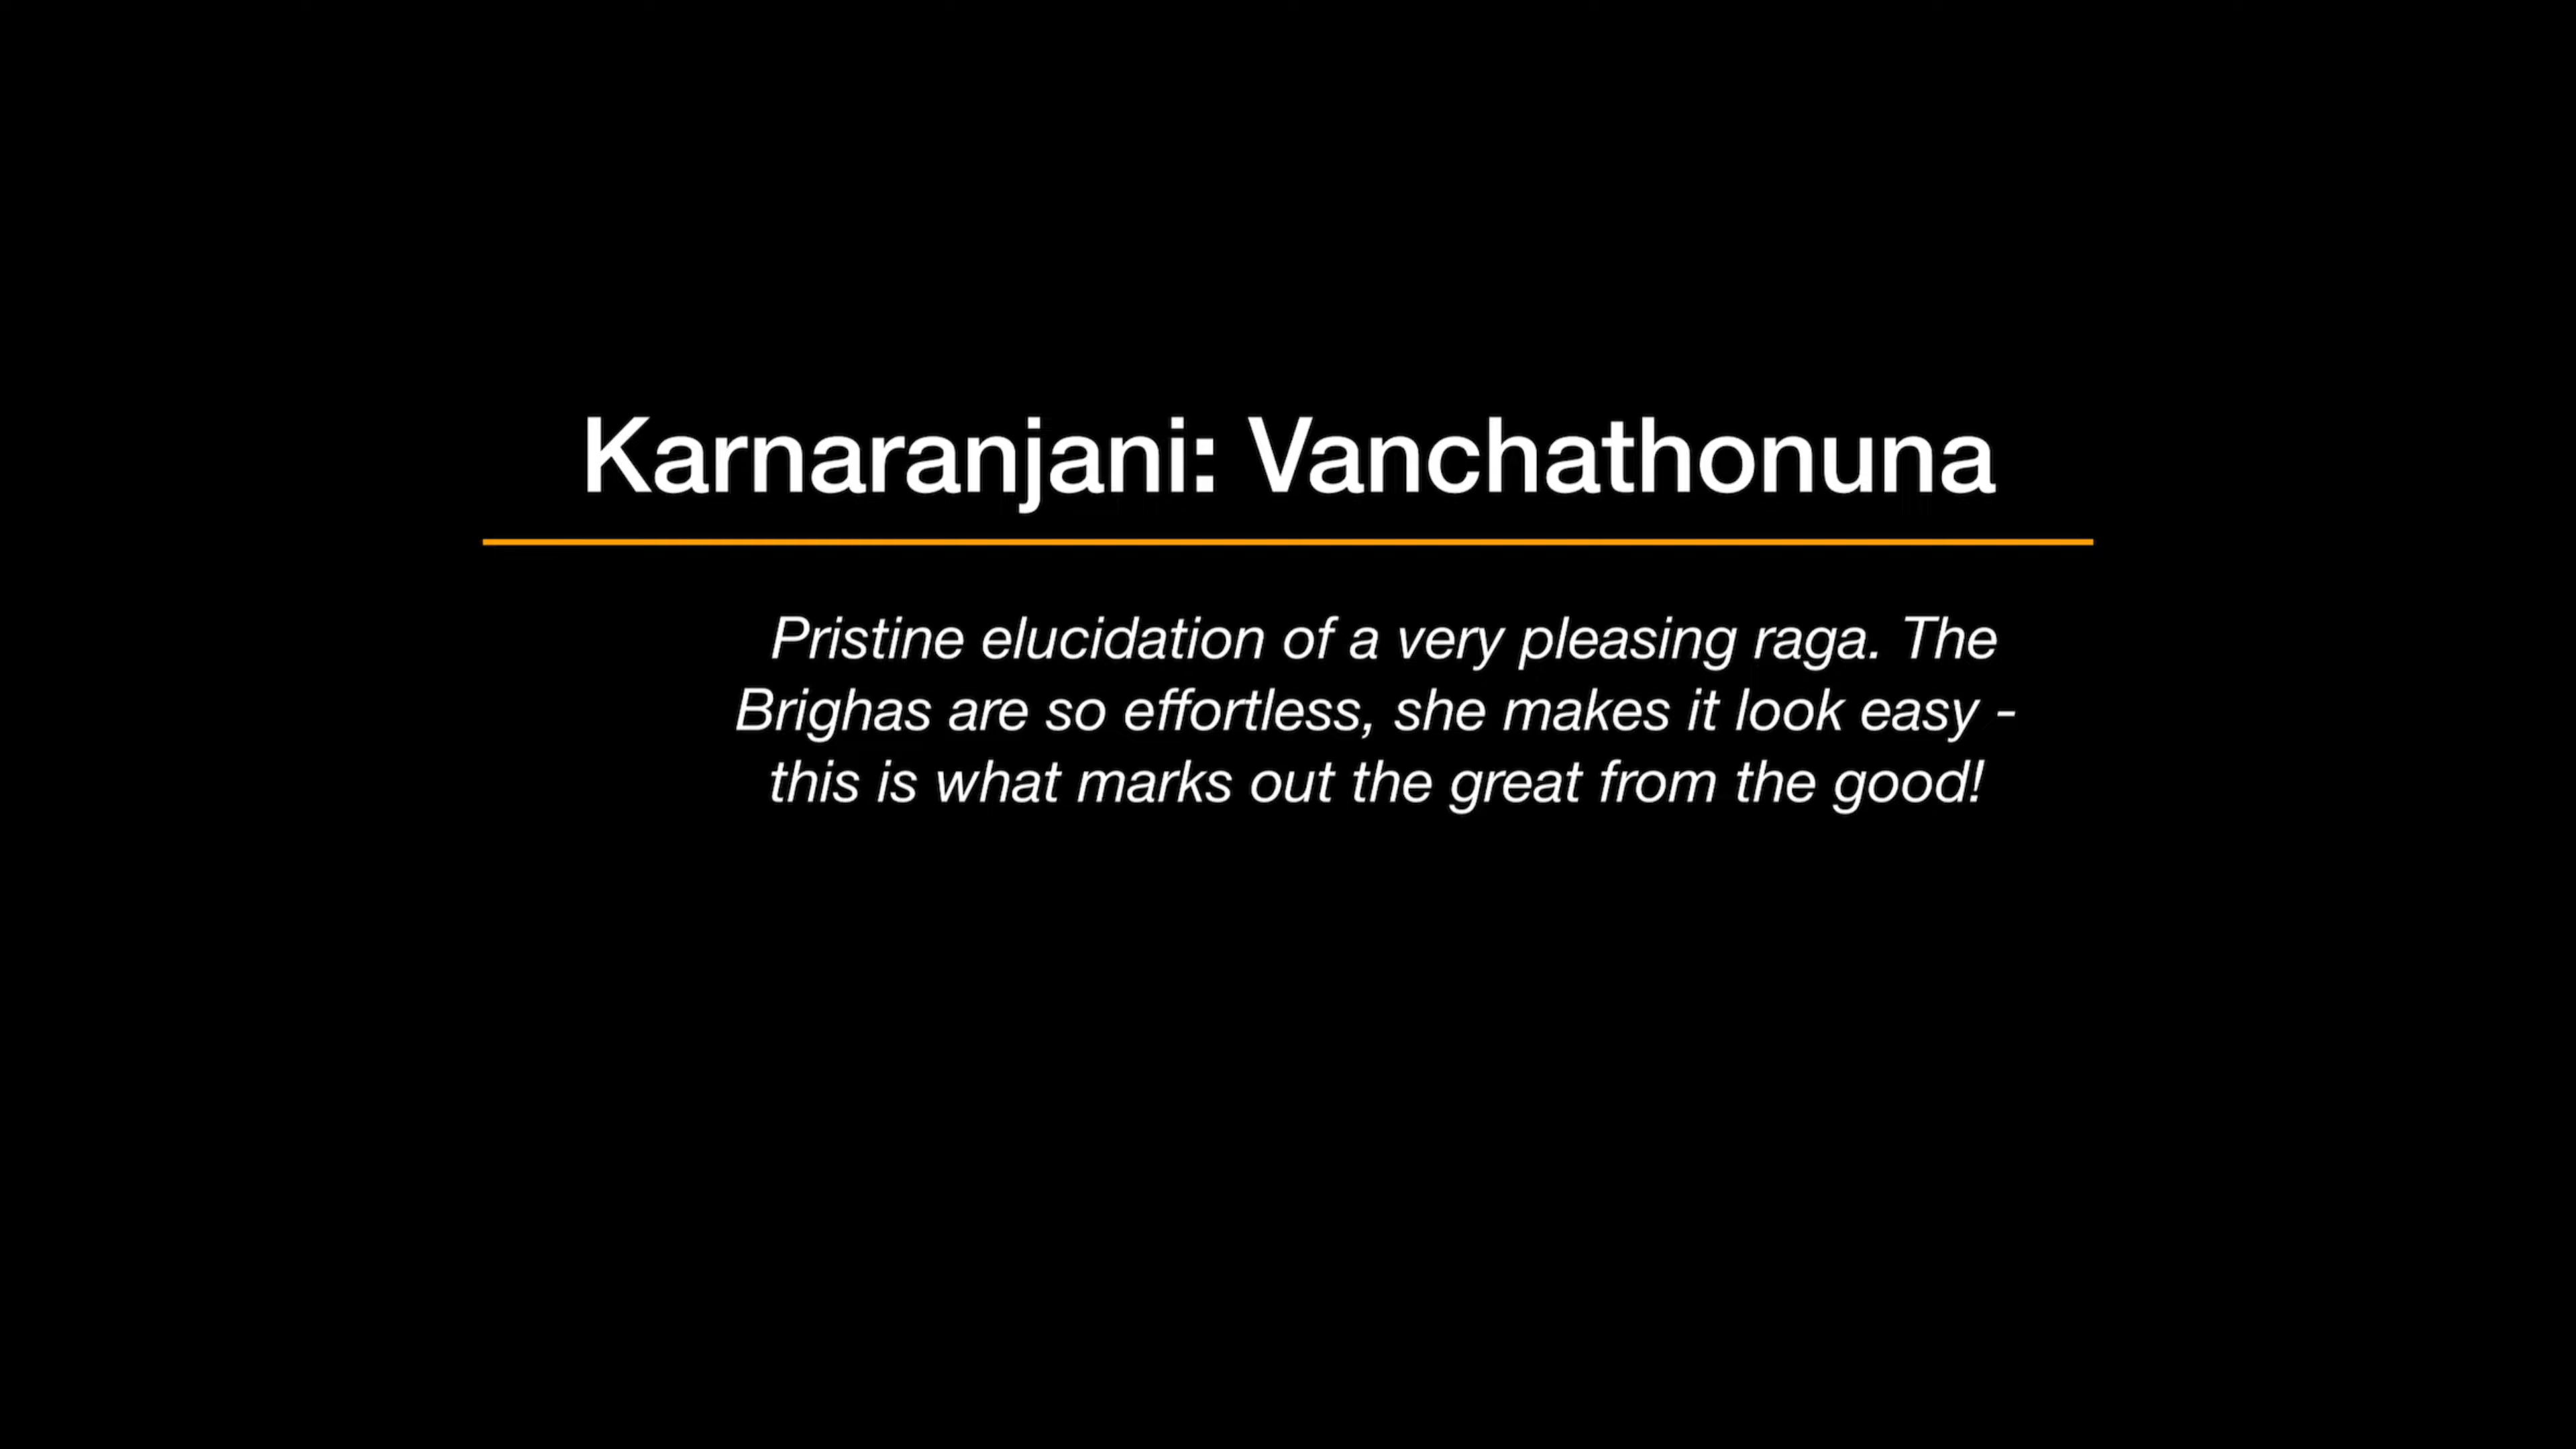 Karnaranjani: Vanchathonuna
Pristine elucidation of a very pleasing raga. The
Brighas are so effortless, she makes it look easy -
this is what marks out the great from the good!